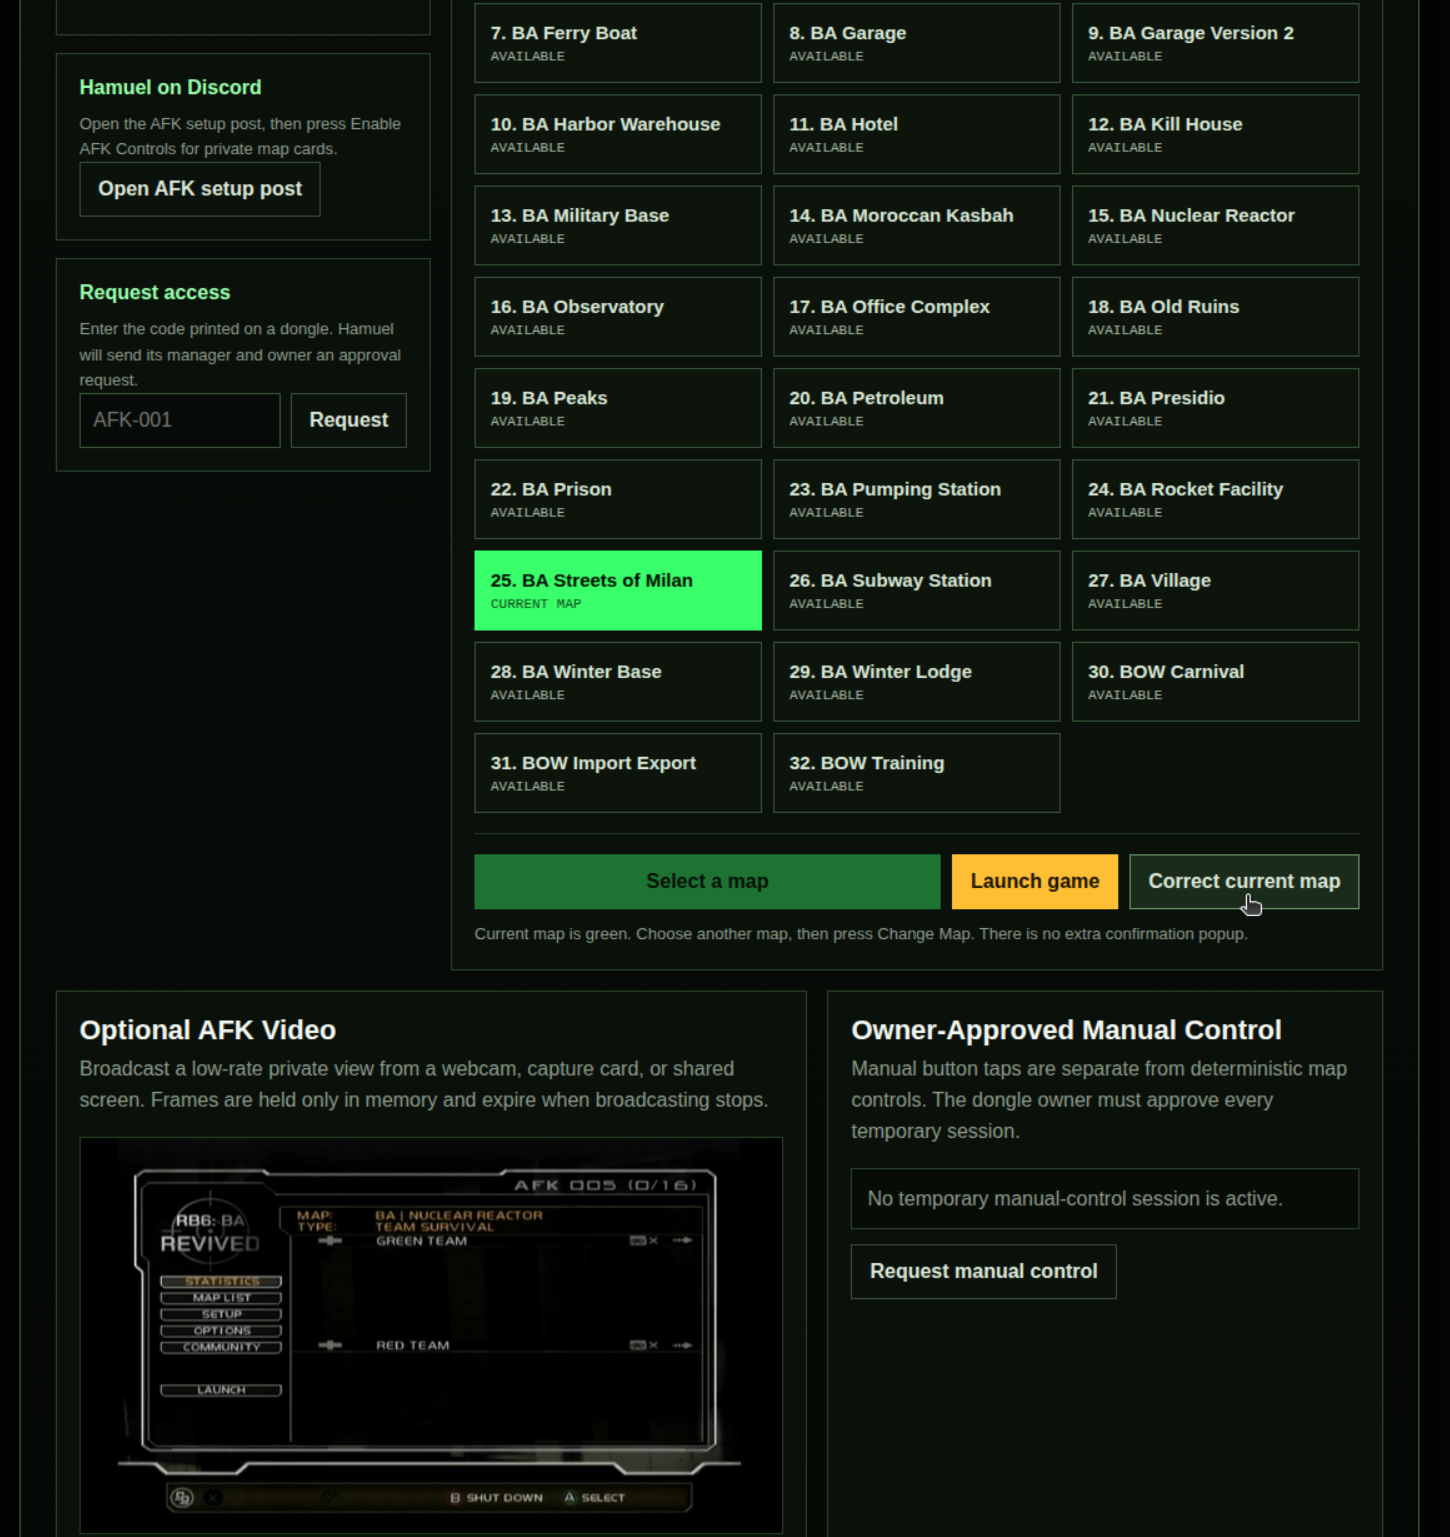 Hamuel on Discord
Open the AFK setup post, then press Enable
AFK Controls for private map cards.
Open AFK setup post
Request access
Enter the code printed on a dongle. Hamuel
will send its manager and owner an approval
request.
AFK-001
Request
7. BA Ferry Boat
AVAILABLE
8. BA Garage
AVAILABLE
9. BA Garage Version 2
AVAILABLE
10. BA Harbor Warehouse
AVAILABLE
11. BA Hotel
AVAILABLE
12. BA Kill House
AVAILABLE
13. BA Military Base
AVAILABLE
14. BA Moroccan Kasbah
AVAILABLE
15. BA Nuclear Reactor
AVAILABLE
16. BA Observatory
AVAILABLE
17. BA Office Complex
AVAILABLE
18. BA Old Ruins
AVAILABLE
19. BA Peaks
AVAILABLE
20. BA Petroleum
AVAILABLE
21. BA Presidio
AVAILABLE
22. BA Prison
AVAILABLE
23. BA Pumping Station
AVAILABLE
24. BA Rocket Facility
AVAILABLE
25. BA Streets of Milan
CURRENT MAP
26. BA Subway Station
AVAILABLE
27. BA Village
AVAILABLE
28. BA Winter Base
AVAILABLE
29. BA Winter Lodge
AVAILABLE
30. BOW Carnival
AVAILABLE
31. BOW Import Export
AVAILABLE
32. BOW Training
AVAILABLE
Select a map
Launch game
Correct current map
Current map is green. Choose another map, then press Change Map. There is no extra confirmation popup.
Optional AFK Video
Broadcast a low-rate private view from a webcam, capture card, or shared
screen. Frames are held only in memory and expire when broadcasting stops.
AFK 005 (0/16)
RB6: BA
REVIVED
MAP: BA | NUCLEAR REACTOR
TYPE: TEAM SURVIVAL
GREEN TEAM
STATISTICS
MAP LIST
SETUP
OPTIONS
COMMUNITY
RED TEAM
LAUNCH
B SHUT DOWN
A SELECT
Owner-Approved Manual Control
Manual button taps are separate from deterministic map
controls. The dongle owner must approve every
temporary session.
No temporary manual-control session is active.
Request manual control